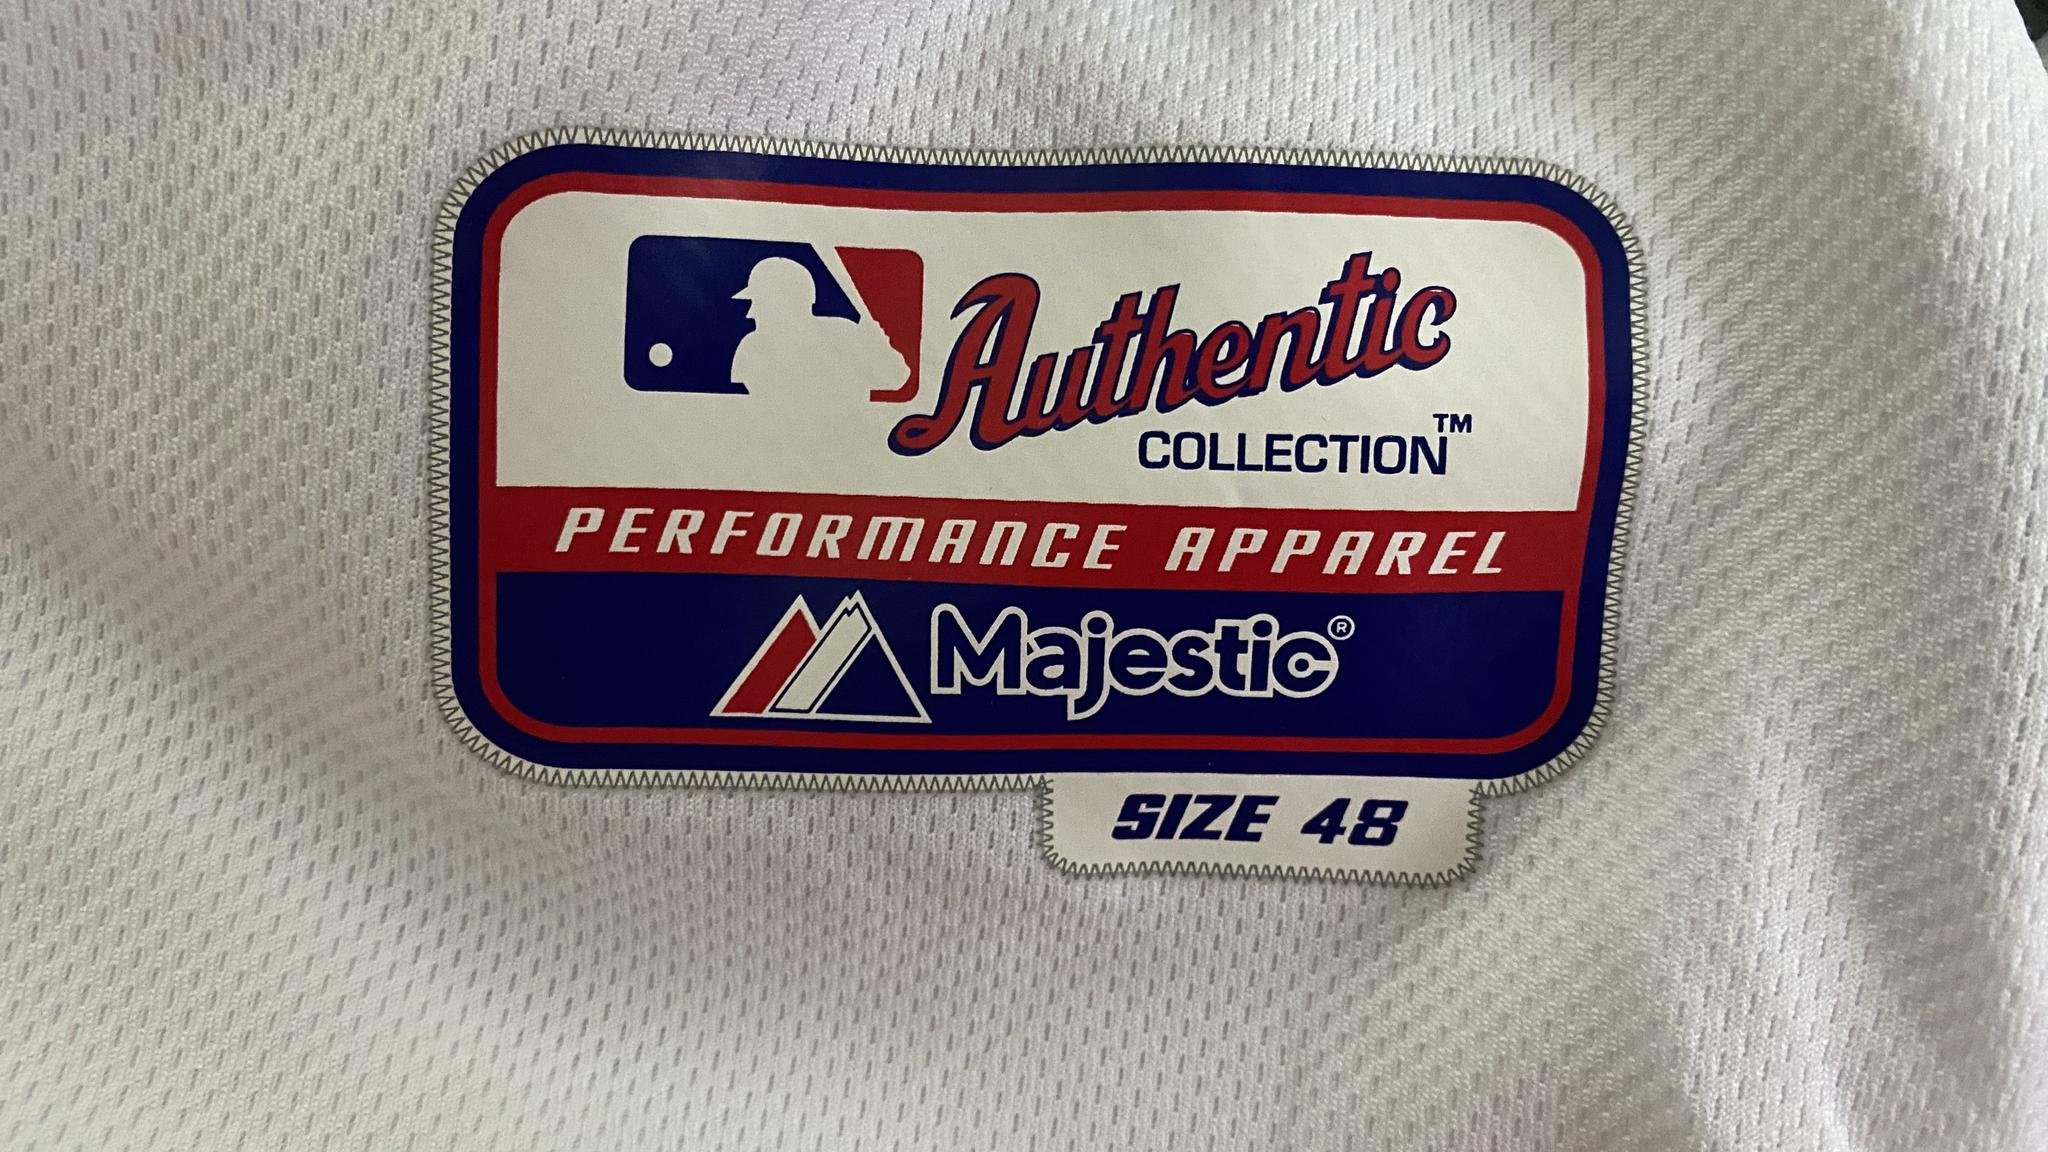 Authentic
COLLECTION™
PERFORMANCE APPAREL
Majestic®
SIZE 48